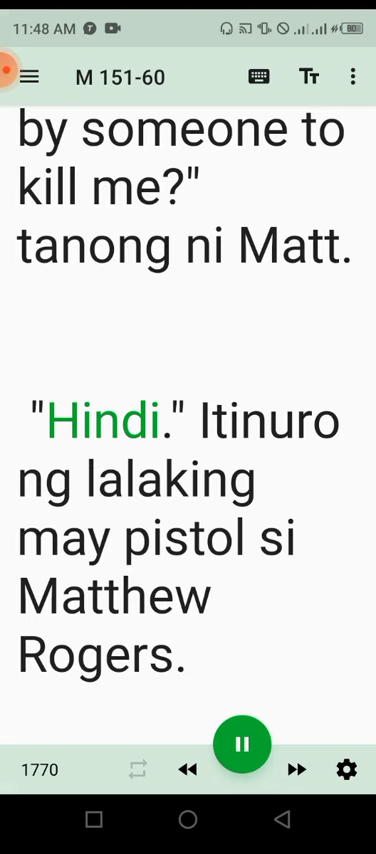 11:48 AM
80
M 151-60
by someone to
kill me?"
tanong ni Matt.
"Hindi." Itinuro
ng lalaking
may pistol si
Matthew
Rogers.
1770